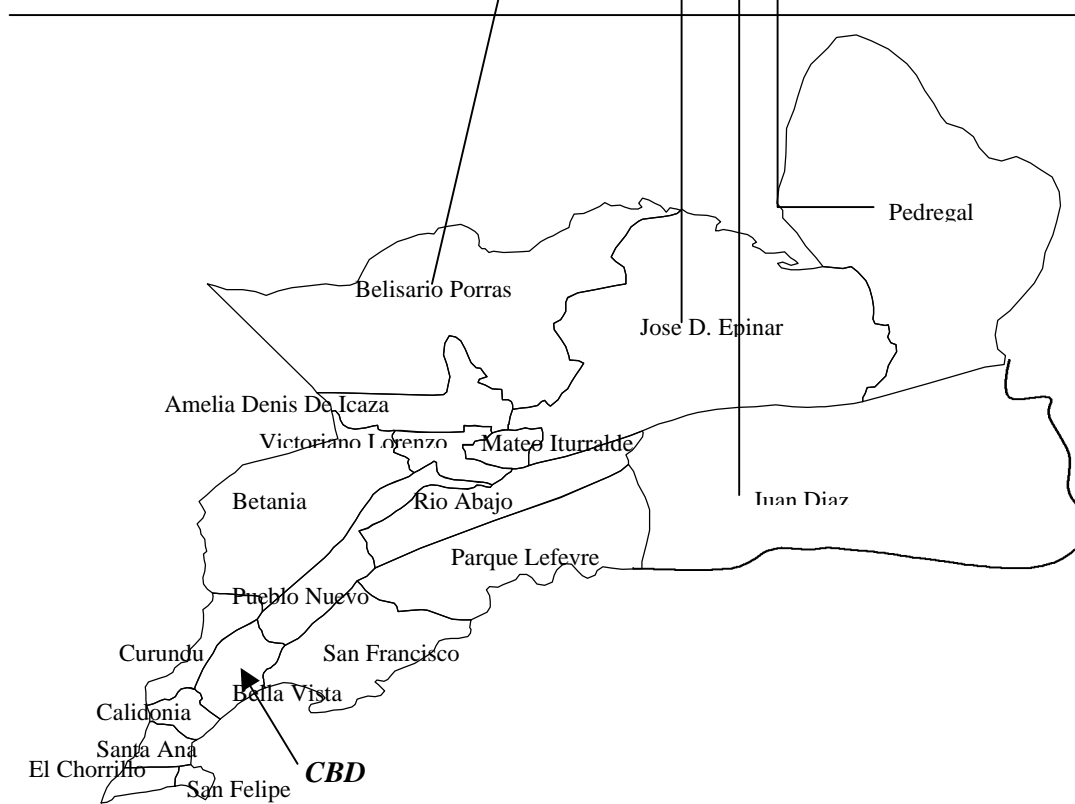 Pedregal
Belisario Porras
Jose D. Epinar
Amelia Denis De Icaza
Victoriano Lorenzo
Mateo Iturralde
Betania
Rio Abajo
Juan Diaz
Parque Lefevre
Pueblo Nuevo
Curundu
San Francisco
Bella Vista
Calidonia
Santa Ana
El Chorrillo
CBD
San Felipe